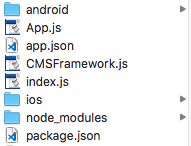 android
App.js
app.json
CMSFramework.js
index.js
ios
node_modules
package.json